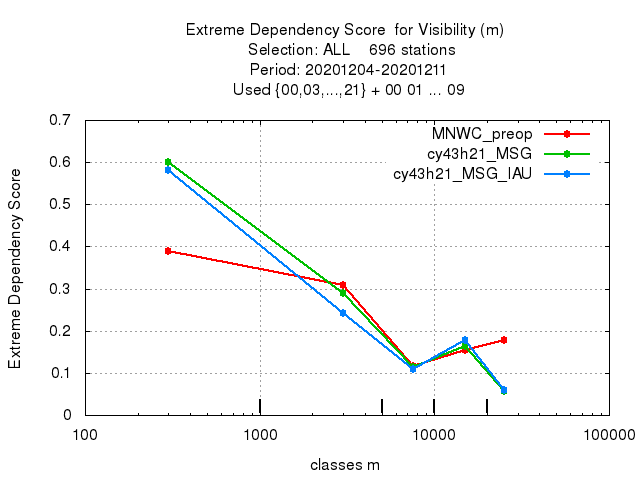 Extreme Dependency Score  for Visibility (m)
Selection: ALL    696 stations
Period: 20201204-20201211
Used {00,03,...,21} + 00 01 ... 09
MNWC_preop
cy43h21_MSG
cy43h21_MSG_IAU
Extreme Dependency Score
0.7
0.6
0.5
0.4
0.3
0.2
0.1
0
100 1000 10000 100000
classes m